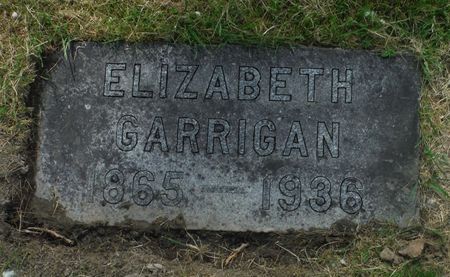 ELIZABETH
GARRIGAN
1865 - 1936